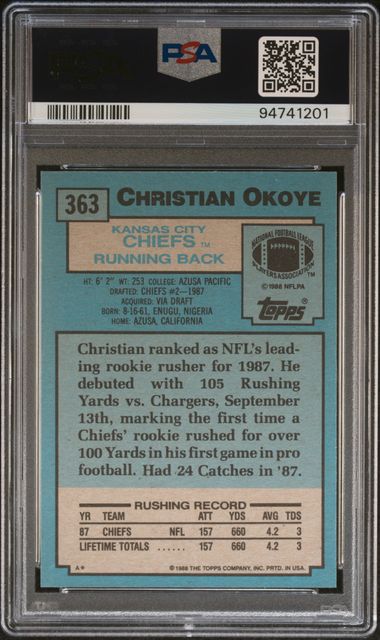 PSA
94741201
363 CHRISTIAN OKOYE
KANSAS CITY
CHIEFS TM
RUNNING BACK
NATIONAL FOOTBALL LEAGUE
PLAYERS ASSOCIATION
© 1988 NFLPA
Topps
HT: 6' 2" WT: 253 COLLEGE: AZUSA PACIFIC
DRAFTED: CHIEFS #2—1987
ACQUIRED: VIA DRAFT
BORN: 8-16-61, ENUGU, NIGERIA
HOME: AZUSA, CALIFORNIA
Christian ranked as NFL's lead-
ing rookie rusher for 1987. He
debuted with 105 Rushing
Yards vs. Chargers, September
13th, marking the first time a
Chiefs' rookie rushed for over
100 Yards in his first game in pro
football. Had 24 Catches in '87.
RUSHING RECORD
YR TEAM ATT YDS AVG TDS
87 CHIEFS NFL 157 660 4.2 3
LIFETIME TOTALS ...... 157 660 4.2 3
A* © 1988 THE TOPPS COMPANY, INC. PRTD. IN USA.